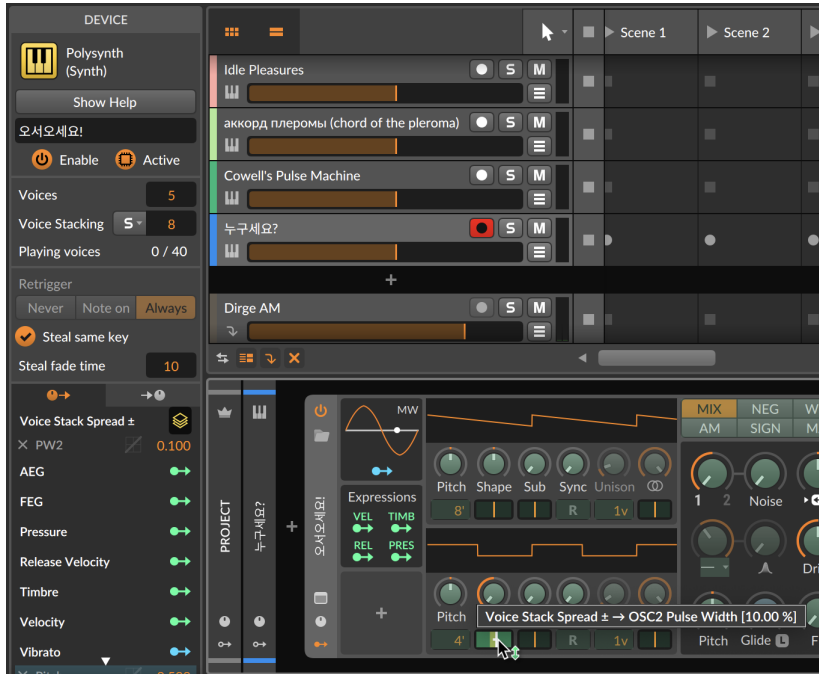 DEVICE
Polysynth
(Synth)
Show Help
오서오세요!
Enable
Active
Voices 5
Voice Stacking S 8
Playing voices 0 / 40
Retrigger
Never Note on Always
Steal same key
Steal fade time 10
Voice Stack Spread ±
PW2 0.100
AEG
FEG
Pressure
Release Velocity
Timbre
Velocity
Vibrato
Scene 1
Scene 2
Idle Pleasures S M
аккорд плеромы (chord of the pleroma) S M
Cowell's Pulse Machine S M
누구세요? S M
+
Dirge AM S M
PROJECT
누구세요?
+
오서오세요!
MW
Expressions
VEL TIMB
REL PRES
+
Pitch Shape Sub Sync Unison
8' R 1v
Pitch
Voice Stack Spread ± → OSC2 Pulse Width [10.00 %]
4' R 1v
MIX NEG
AM SIGN
1 2 Noise
Pitch Glide L